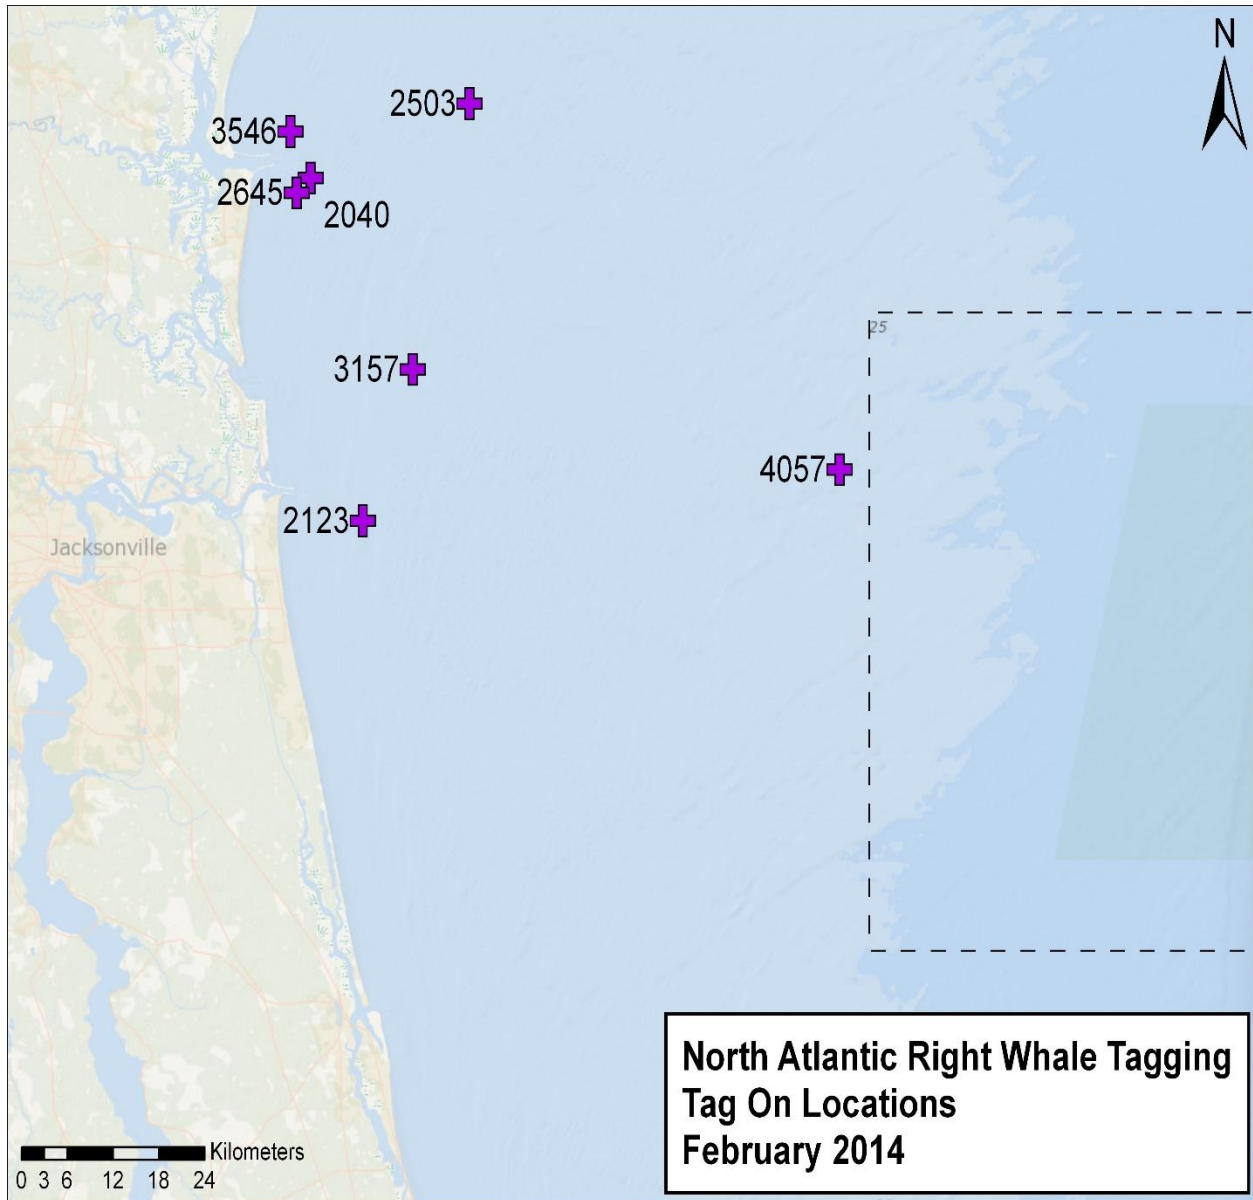 N
2503
3546
2645
2040
25
3157
4057
2123
Jacksonville
North Atlantic Right Whale Tagging
Tag On Locations
February 2014
Kilometers
0 3 6 12 18 24